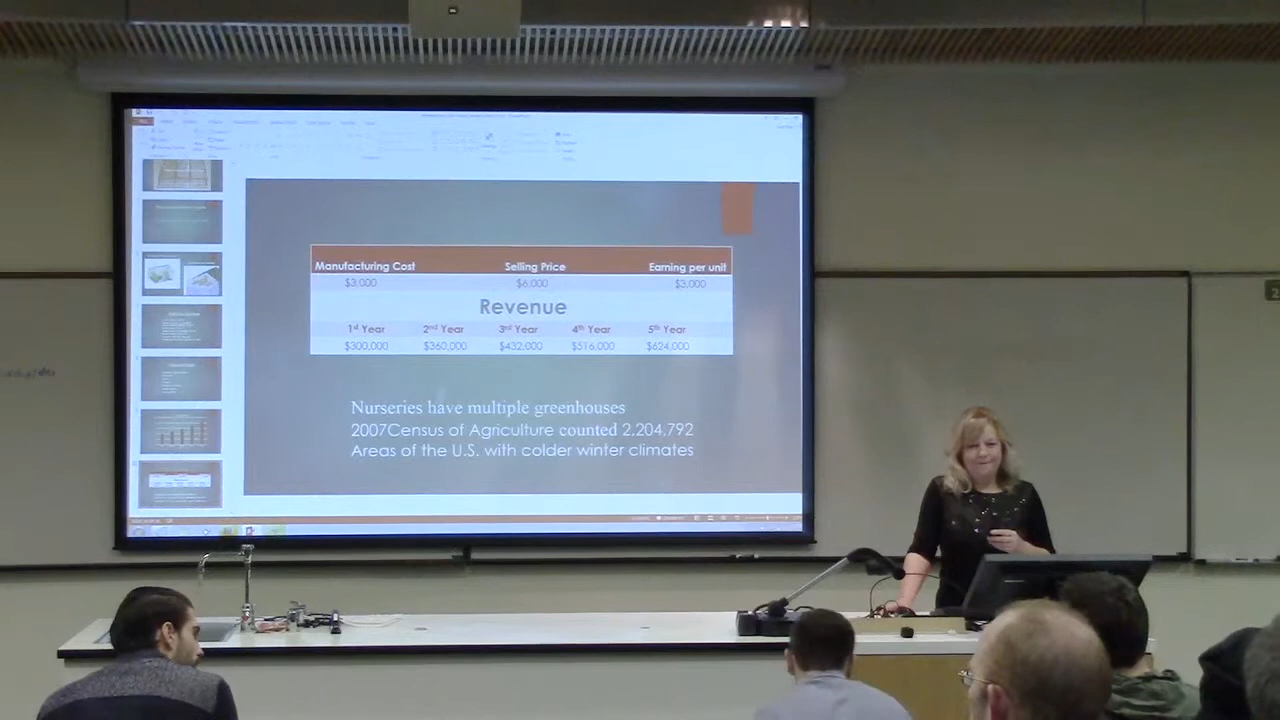 Manufacturing Cost Selling Price Earning per unit
$3,000 $6,000 $3,000
Revenue
1st Year 2nd Year 3rd Year 4th Year 5th Year
$300,000 $360,000 $432,000 $516,000 $624,000
Nurseries have multiple greenhouses
2007Census of Agriculture counted 2,204,792
Areas of the U.S. with colder winter climates